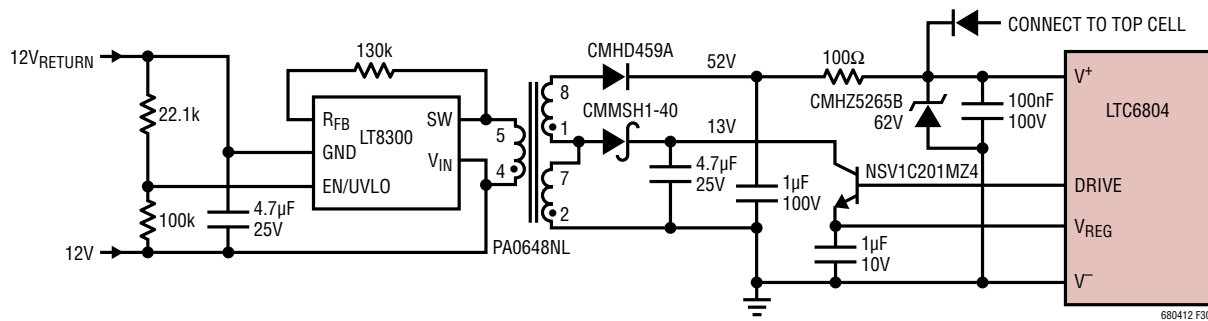 12VRETURN
22.1k
100k
12V
4.7µF
25V
130k
RFB
GND
EN/UVLO
LT8300
SW
VIN
5
4
8
1
7
2
PA0648NL
CMHD459A
CMMSH1-40
52V
13V
4.7µF
25V
1µF
100V
100Ω
CMHZ5265B
62V
CONNECT TO TOP CELL
100nF
100V
NSV1C201MZ4
1µF
10V
V+
LTC6804
DRIVE
VREG
V–
680412 F30